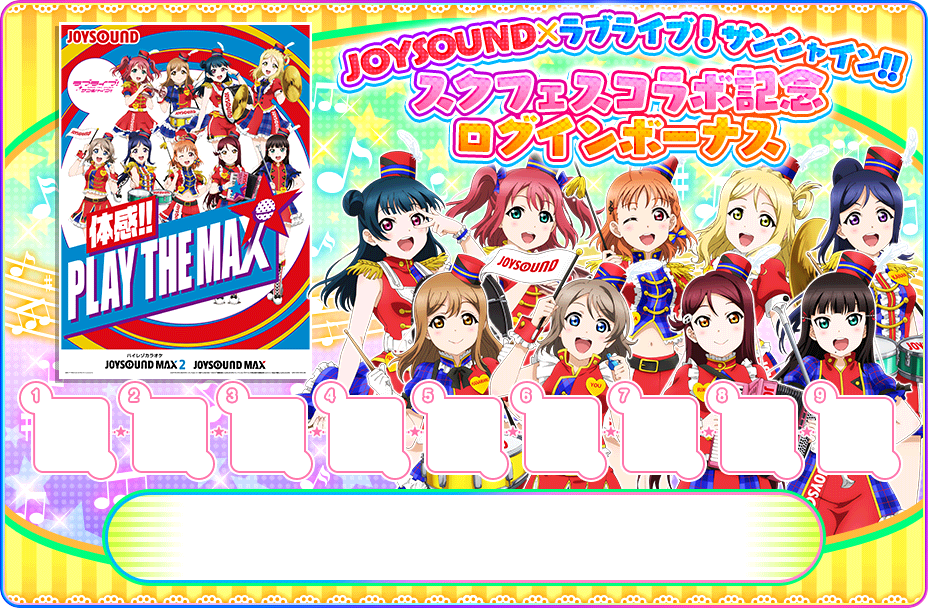 JOYSOUND×ラブライブ!サンシャイン!!
スクフェスコラボ記念
ログインボーナス
JOYSOUND
ラブライブ!
サンシャイン!!
体感!!
PLAY THE MAX
ハイレゾカラオケ
JOYSOUND MAX2 JOYSOUND MAX
JOYSOUND
YOU
1 2 3 4 5 6 7 8 9